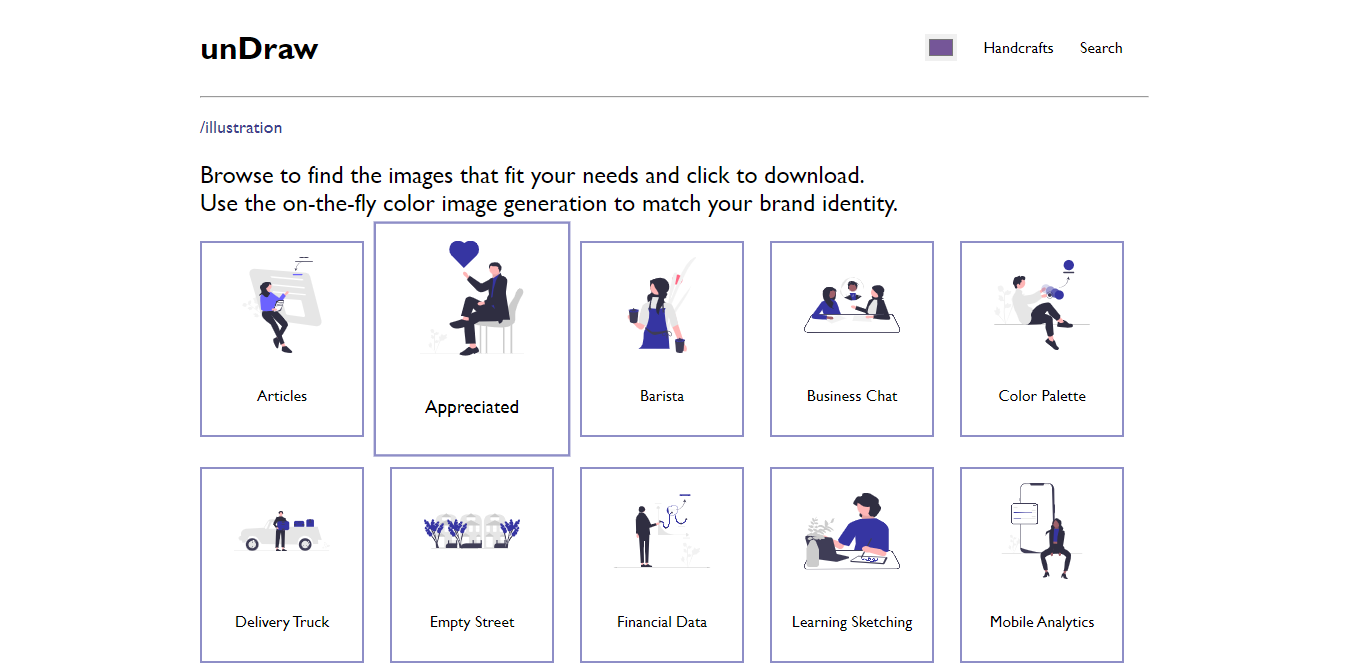 unDraw
Handcrafts
Search
/illustration
Browse to find the images that fit your needs and click to download.
Use the on-the-fly color image generation to match your brand identity.
Articles
Appreciated
Barista
Business Chat
Color Palette
Delivery Truck
Empty Street
Financial Data
Learning Sketching
Mobile Analytics